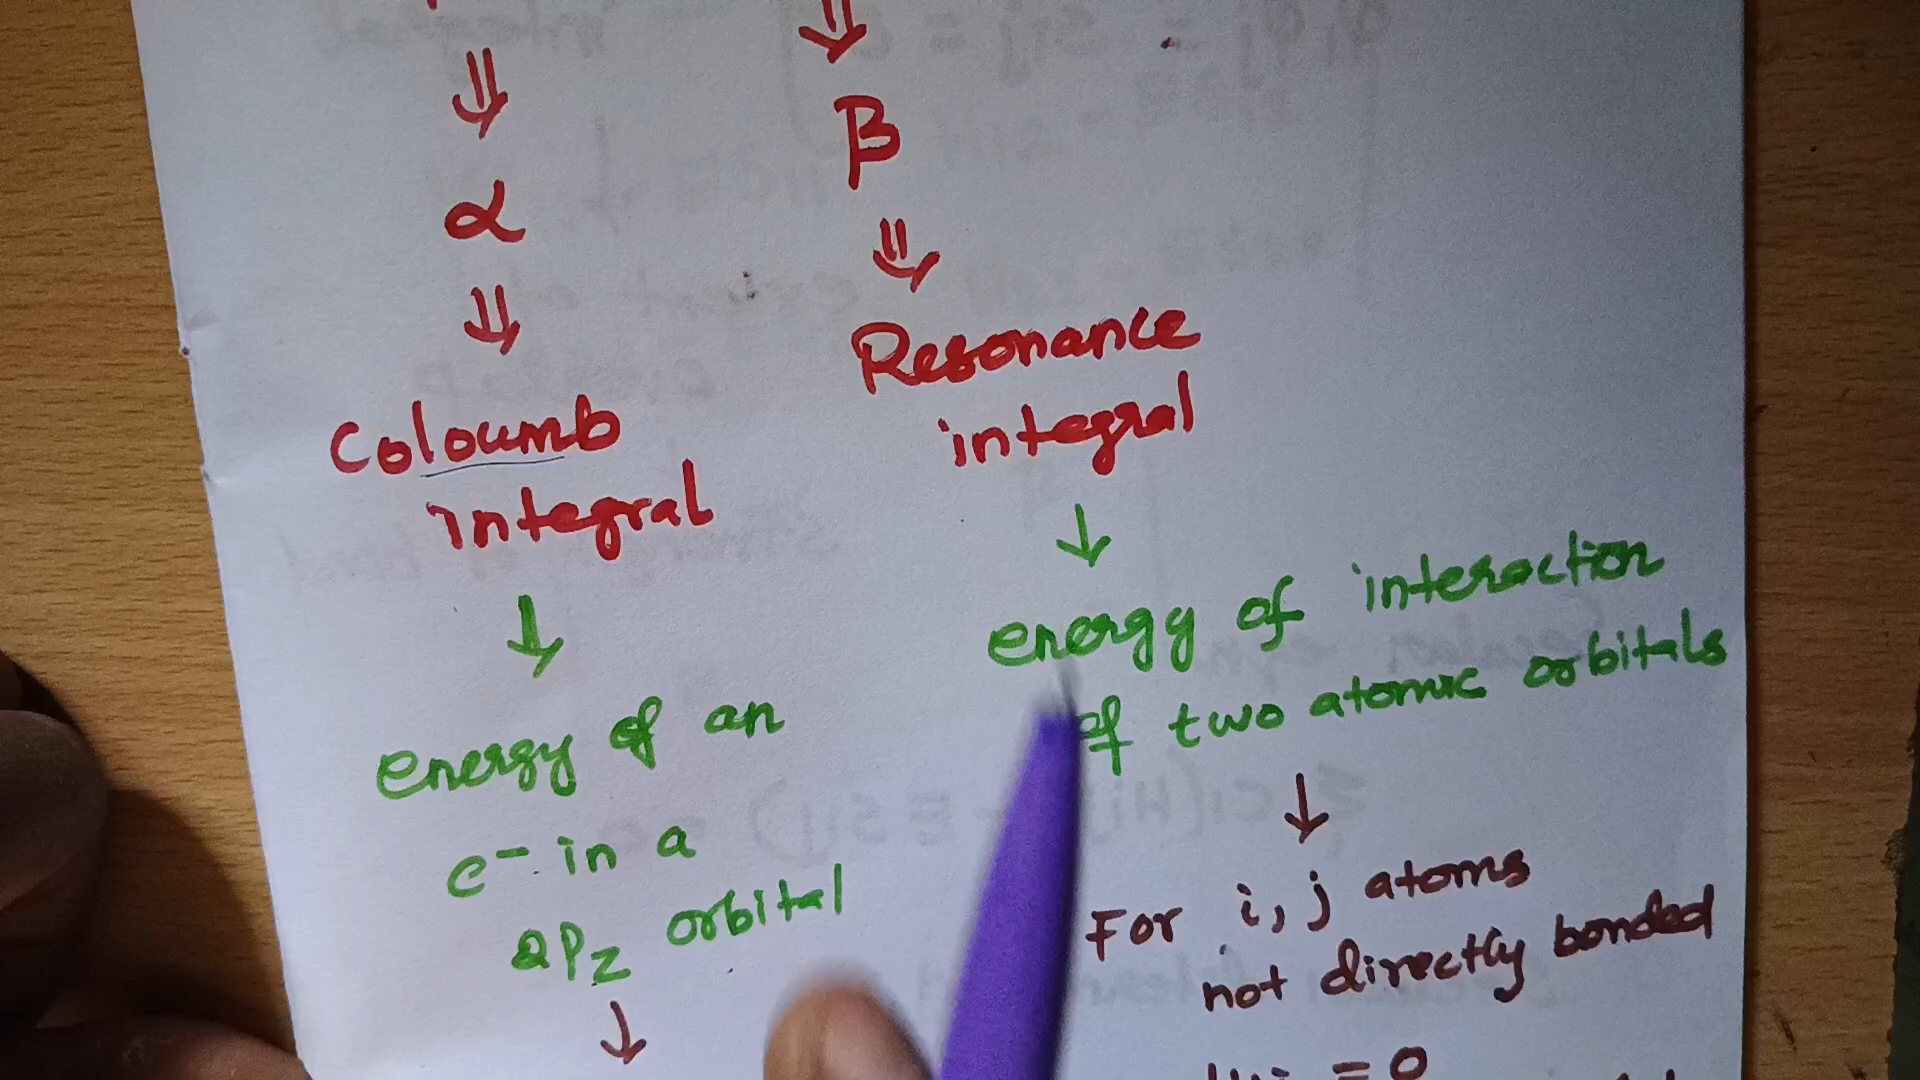 ⇓
⇓
α
β
⇓
⇓
Coloumb
integral
Resonance
integral
↓
↓
energy of an
e⁻ in a
2Pz orbital
↓
energy of interaction
of two atomic orbitals
↓
For i, j atoms
not directly bonded
= 0